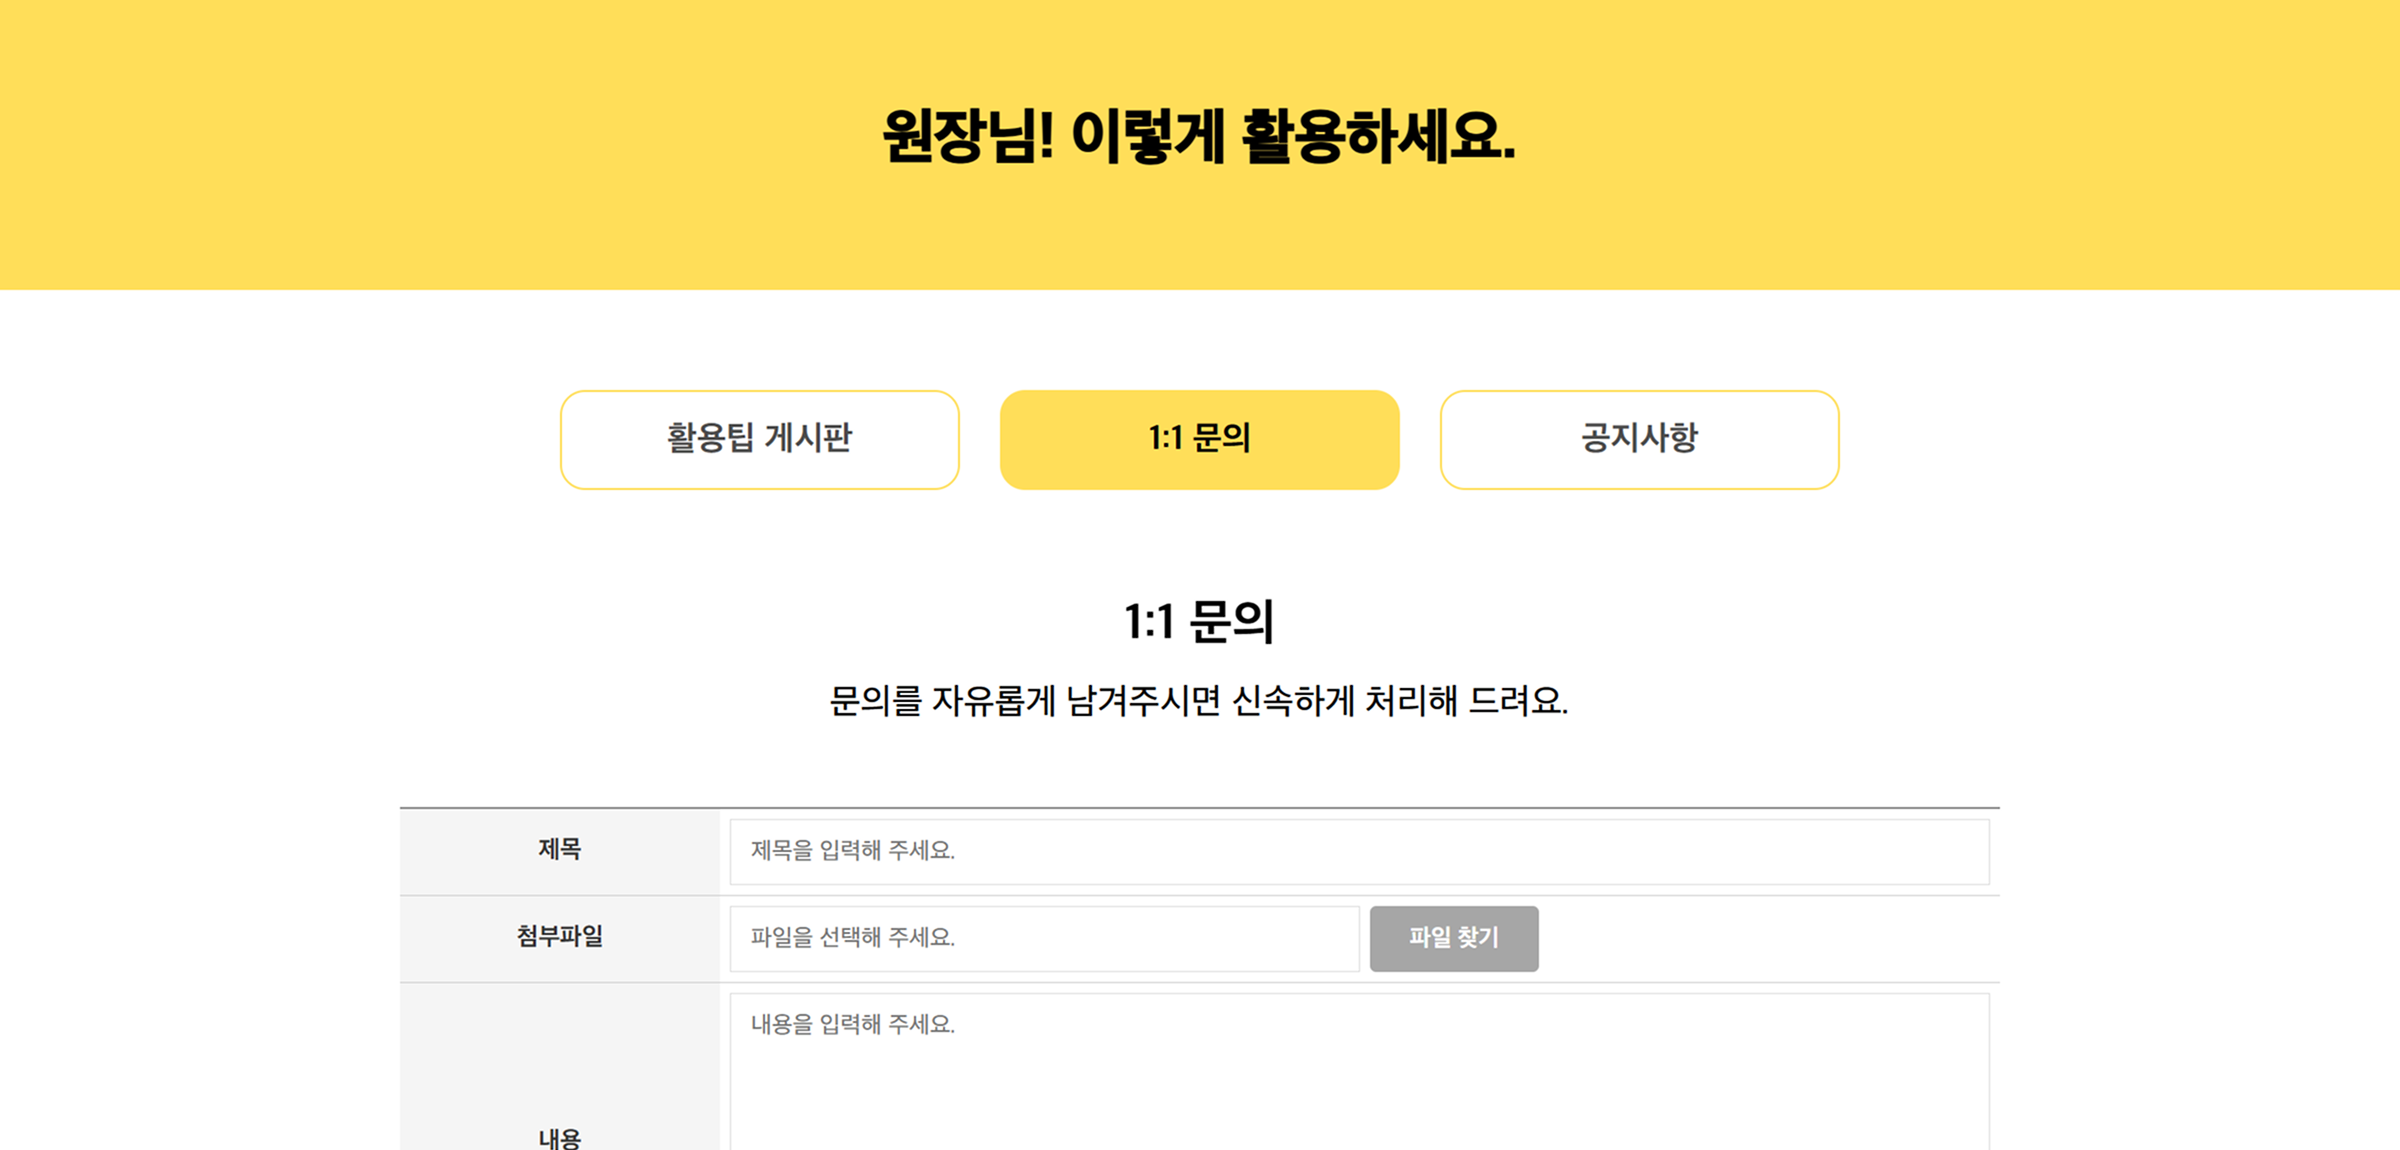 원장님! 이렇게 활용하세요.
활용팁 게시판
1:1 문의
공지사항
1:1 문의
문의를 자유롭게 남겨주시면 신속하게 처리해 드려요.
제목
제목을 입력해 주세요.
첨부파일
파일을 선택해 주세요.
파일 찾기
내용을 입력해 주세요.
내용